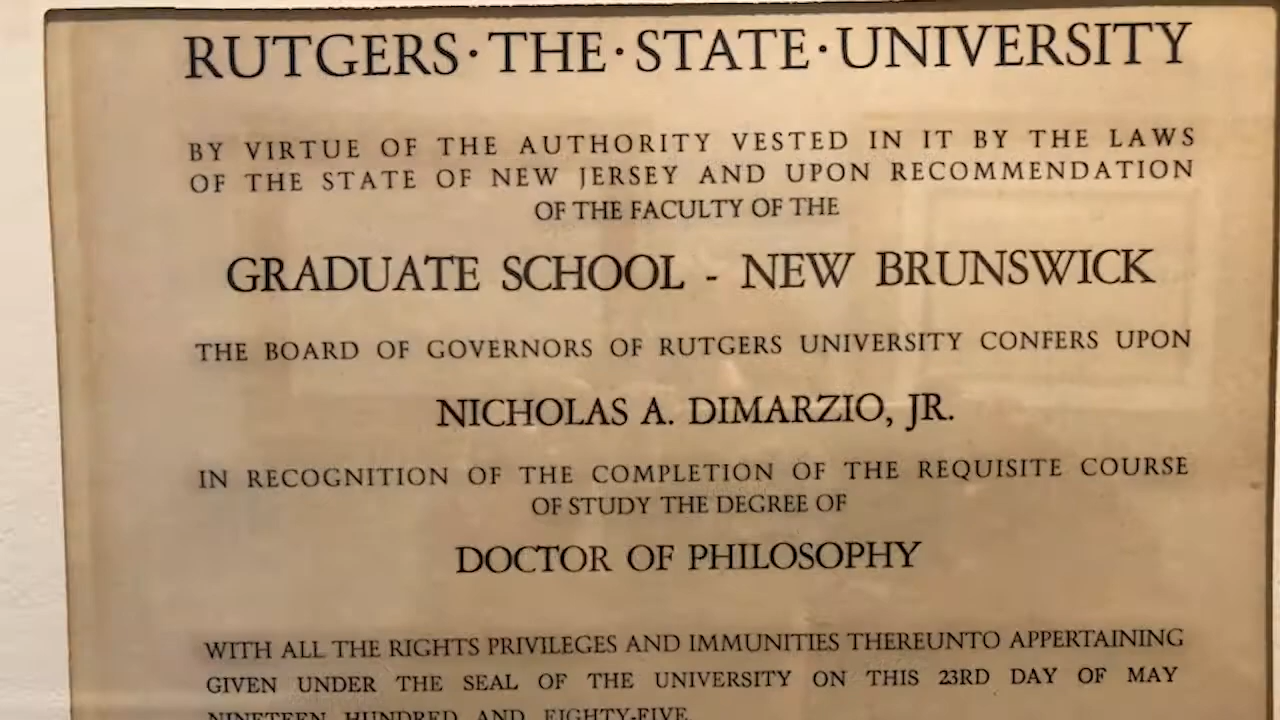 RUTGERS·THE·STATE·UNIVERSITY
BY VIRTUE OF THE AUTHORITY VESTED IN IT BY THE LAWS
OF THE STATE OF NEW JERSEY AND UPON RECOMMENDATION
OF THE FACULTY OF THE
GRADUATE SCHOOL - NEW BRUNSWICK
THE BOARD OF GOVERNORS OF RUTGERS UNIVERSITY CONFERS UPON
NICHOLAS A. DIMARZIO, JR.
IN RECOGNITION OF THE COMPLETION OF THE REQUISITE COURSE
OF STUDY THE DEGREE OF
DOCTOR OF PHILOSOPHY
WITH ALL THE RIGHTS PRIVILEGES AND IMMUNITIES THEREUNTO APPERTAINING
GIVEN UNDER THE SEAL OF THE UNIVERSITY ON THIS 23RD DAY OF MAY
NINETEEN HUNDRED AND EIGHTY-FIVE